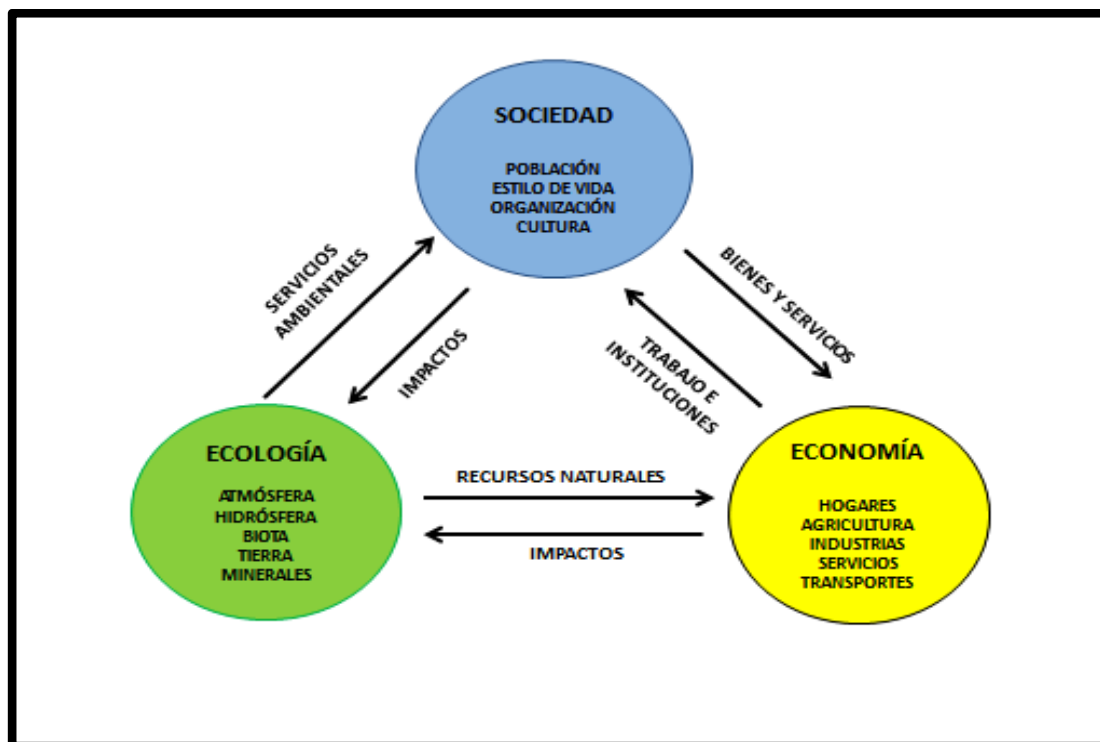 SOCIEDAD
POBLACIÓN
ESTILO DE VIDA
ORGANIZACIÓN
CULTURA
SERVICIOS
AMBIENTALES
IMPACTOS
BIENES Y SERVICIOS
TRABAJO E
INSTITUCIONES
ECOLOGÍA
ATMÓSFERA
HIDRÓSFERA
BIOTA
TIERRA
MINERALES
RECURSOS NATURALES
IMPACTOS
ECONOMÍA
HOGARES
AGRICULTURA
INDUSTRIAS
SERVICIOS
TRANSPORTES